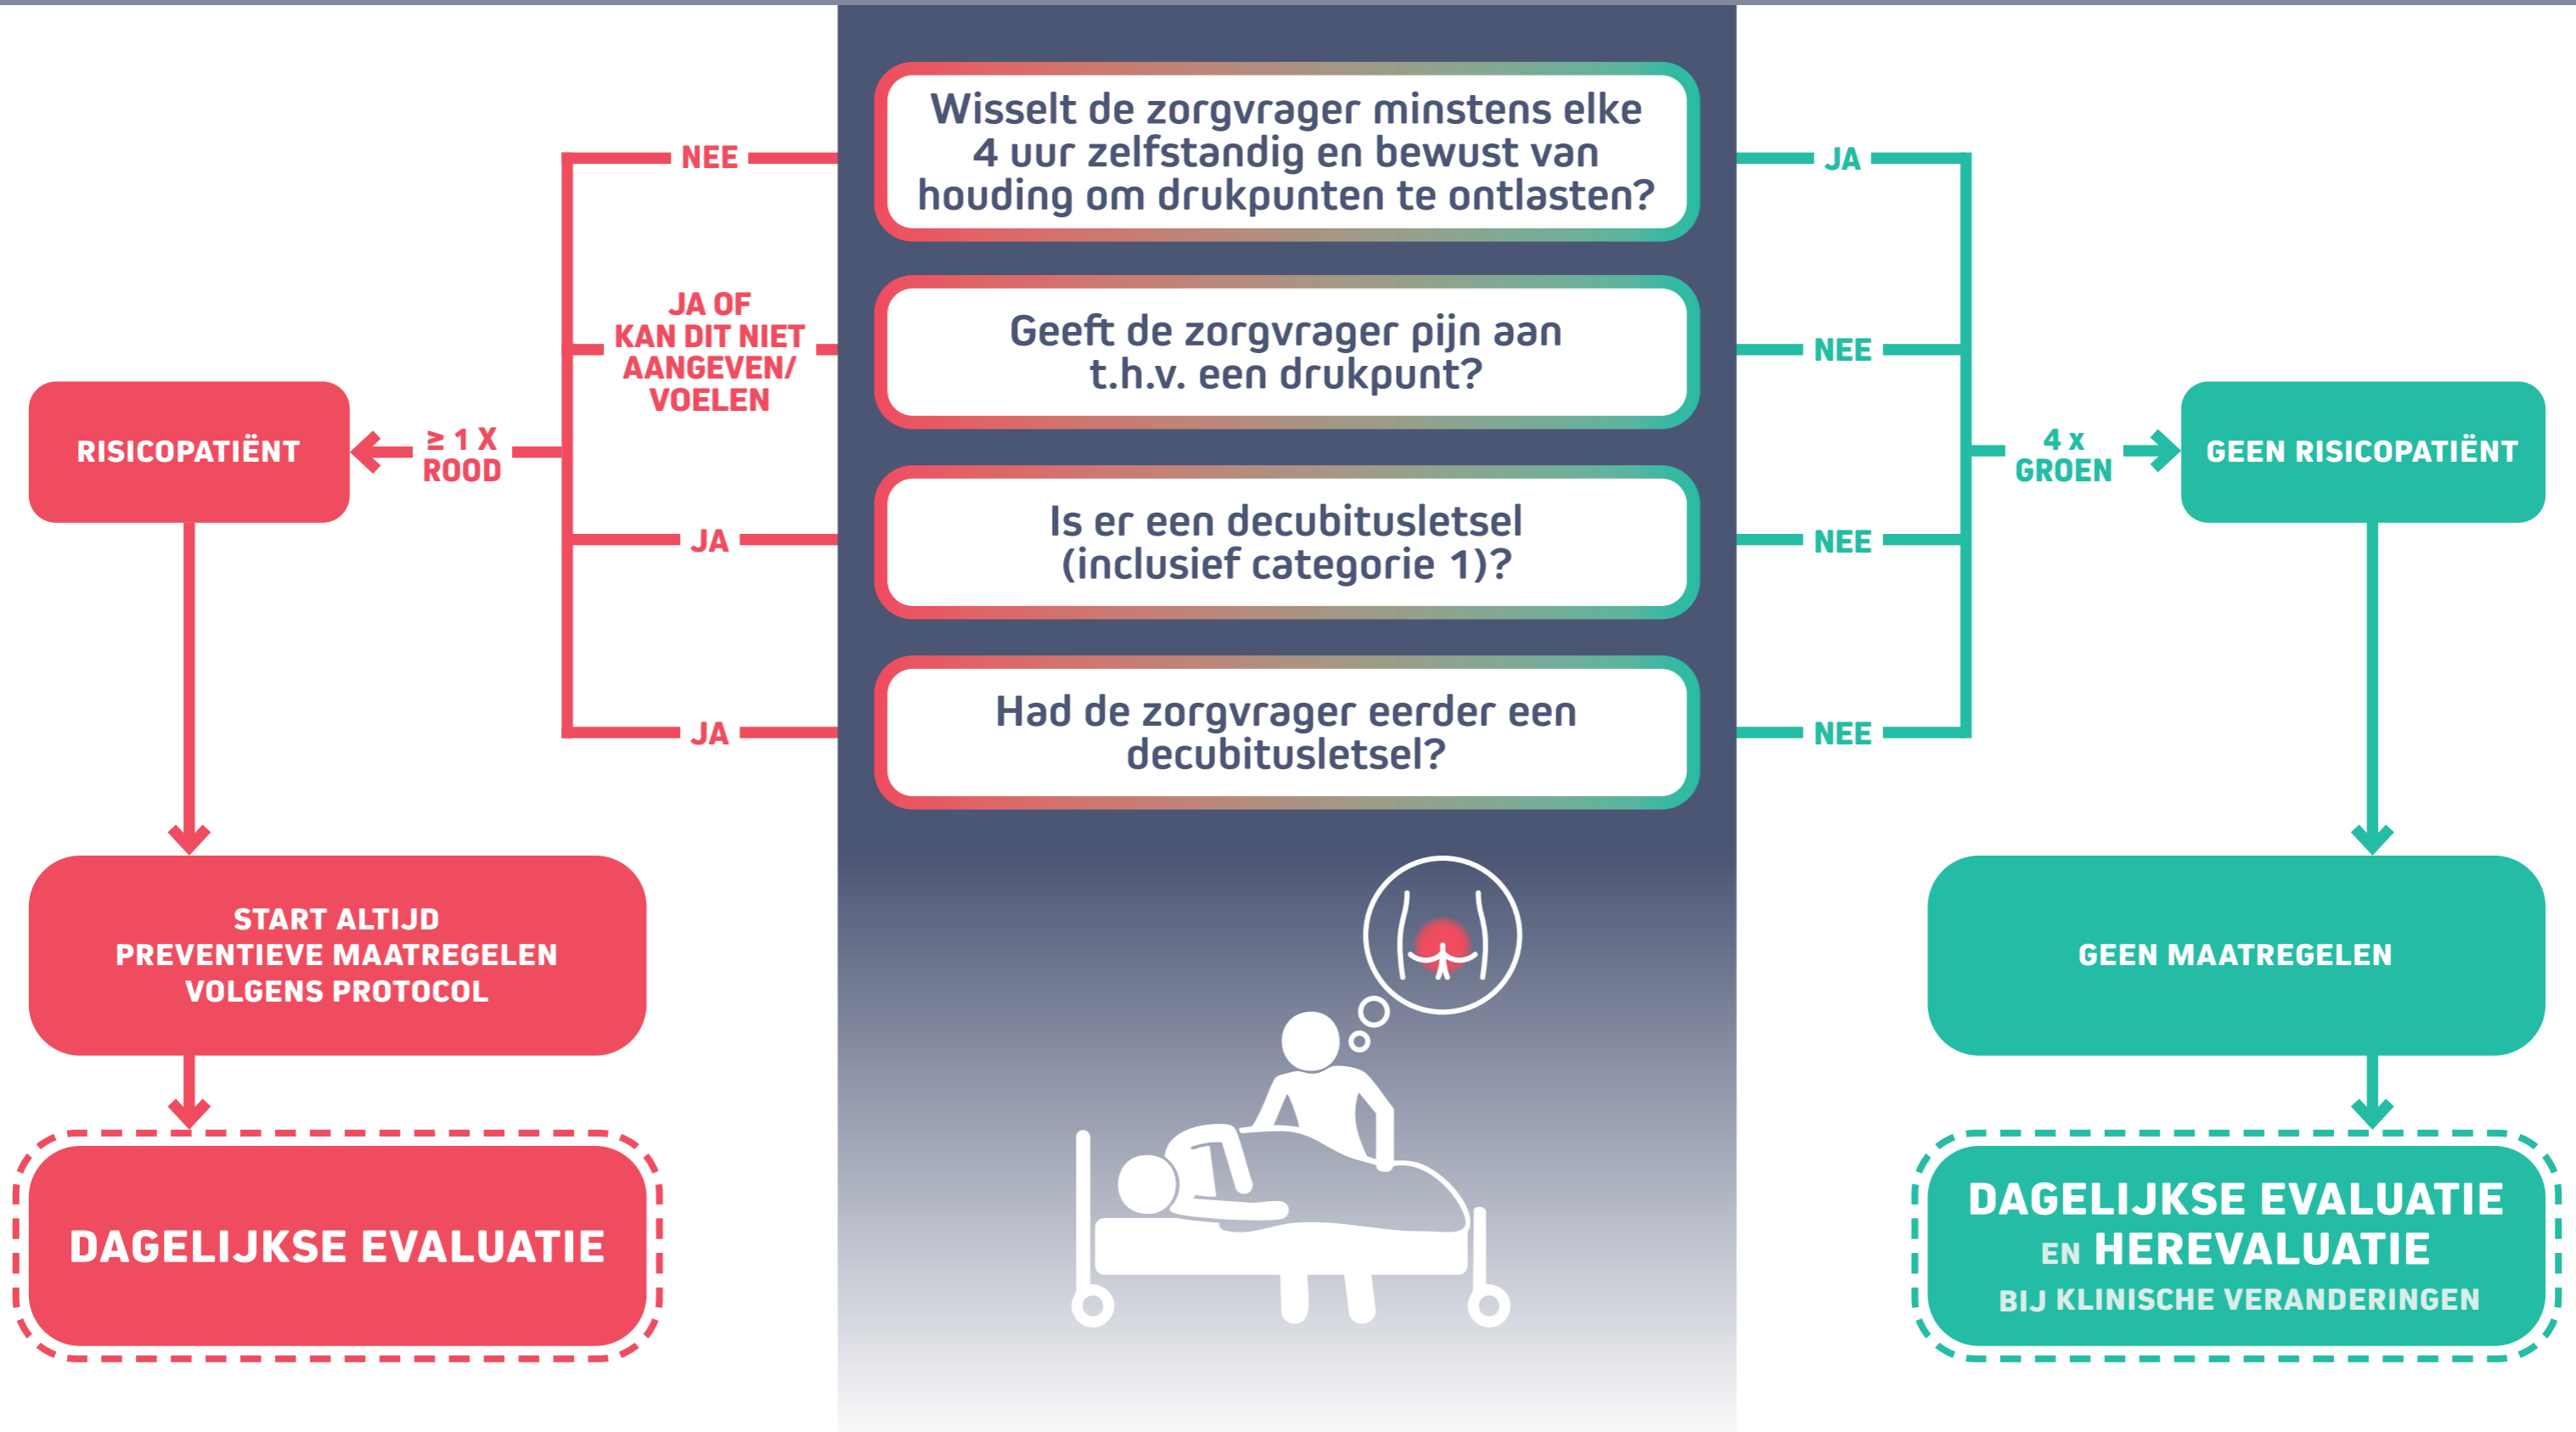 Wisselt de zorgvrager minstens elke
4 uur zelfstandig en bewust van
houding om drukpunten te ontlasten?
NEE
JA
Geeft de zorgvrager pijn aan
t.h.v. een drukpunt?
JA OF
KAN DIT NIET
AANGEVEN/
VOELEN
NEE
Is er een decubitusletsel
(inclusief categorie 1)?
JA
NEE
Had de zorgvrager eerder een
decubitusletsel?
JA
NEE
≥ 1 X
ROOD
RISICOPATIËNT
START ALTIJD
PREVENTIEVE MAATREGELEN
VOLGENS PROTOCOL
DAGELIJKSE EVALUATIE
4 x
GROEN
GEEN RISICOPATIËNT
GEEN MAATREGELEN
DAGELIJKSE EVALUATIE
EN HEREVALUATIE
BIJ KLINISCHE VERANDERINGEN